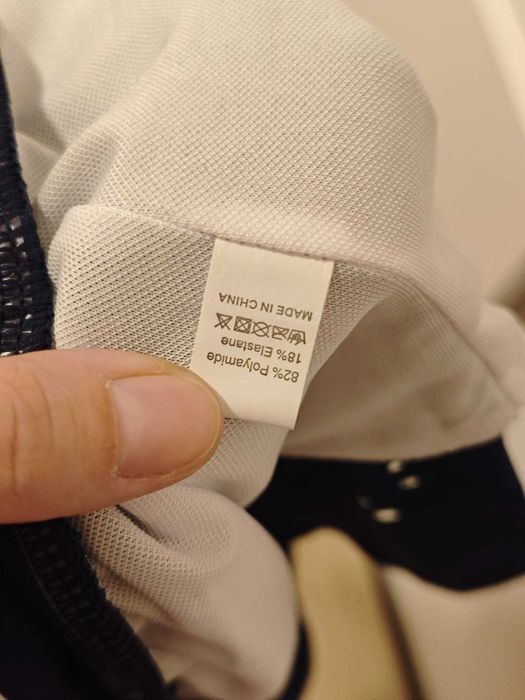 82% Polyamide
18% Elastane
MADE IN CHINA